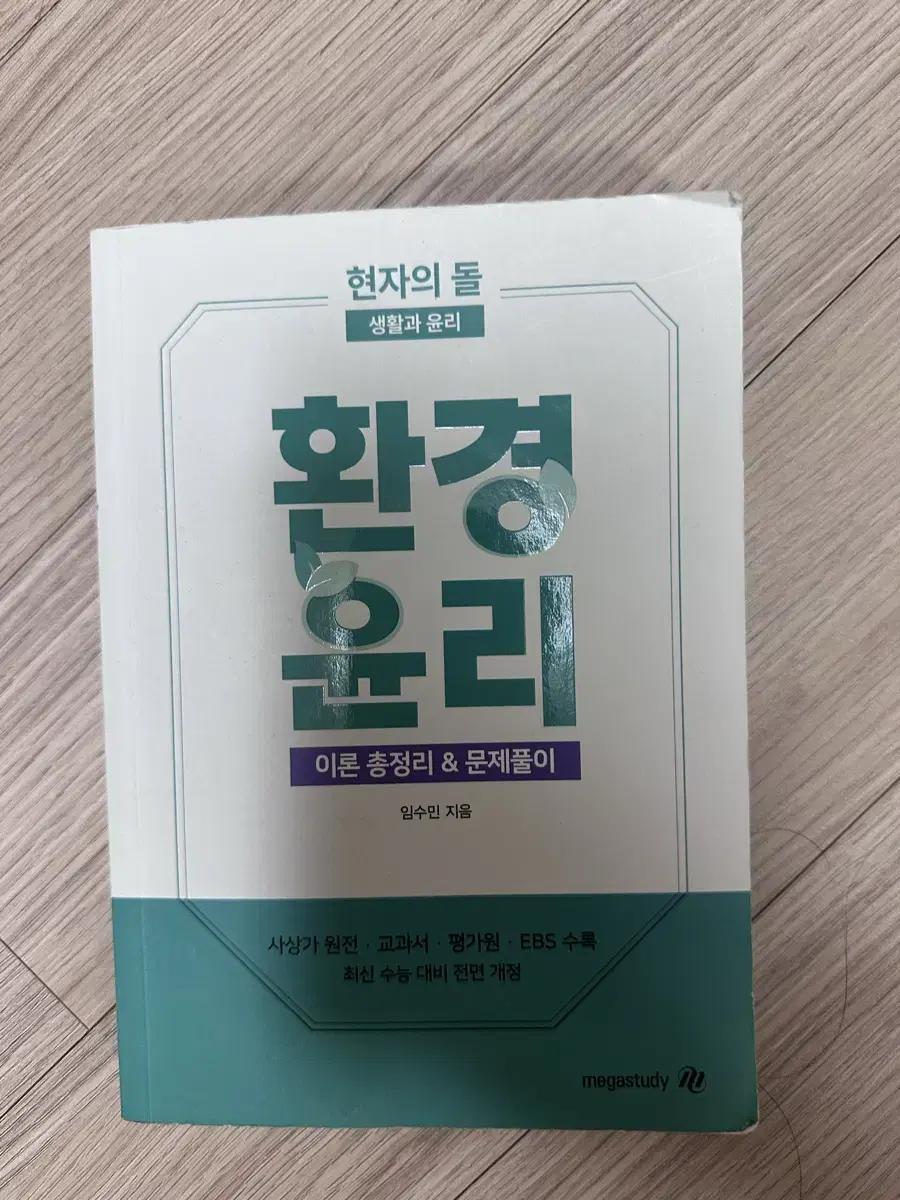 현자의 돌
생활과 윤리
환경
윤리
이론 총정리 & 문제풀이
임수민 지음
사상가 원전 · 교과서 · 평가원 · EBS 수록
최신 수능 대비 전면 개정
megastudy